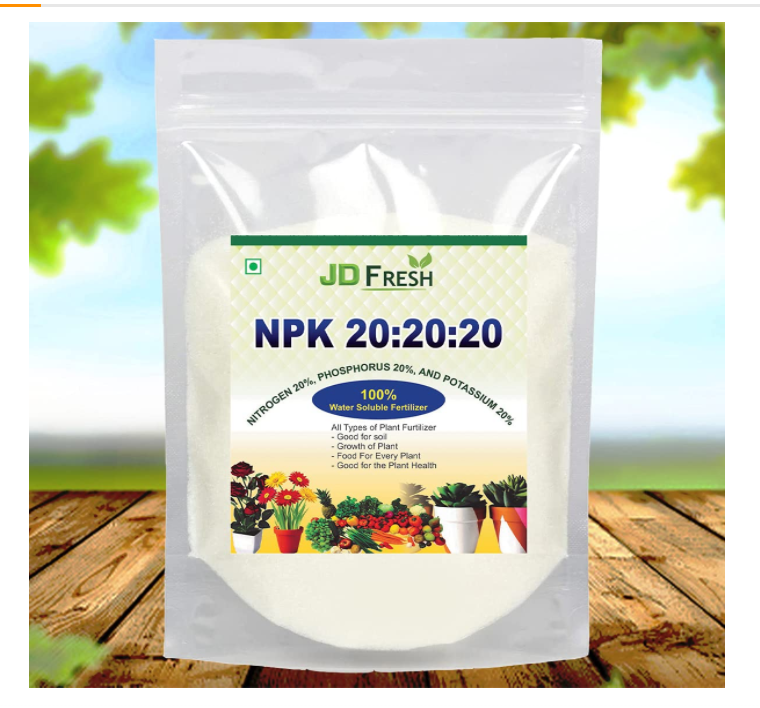 JD FRESH
NPK 20:20:20
NITROGEN 20%, PHOSPHORUS 20%, AND POTASSIUM 20%
100%
Water Soluble Fertilizer
All Types of Plant Furtilizer
- Good for soil
- Growth of Plant
- Food For Every Plant
- Good for the Plant Health